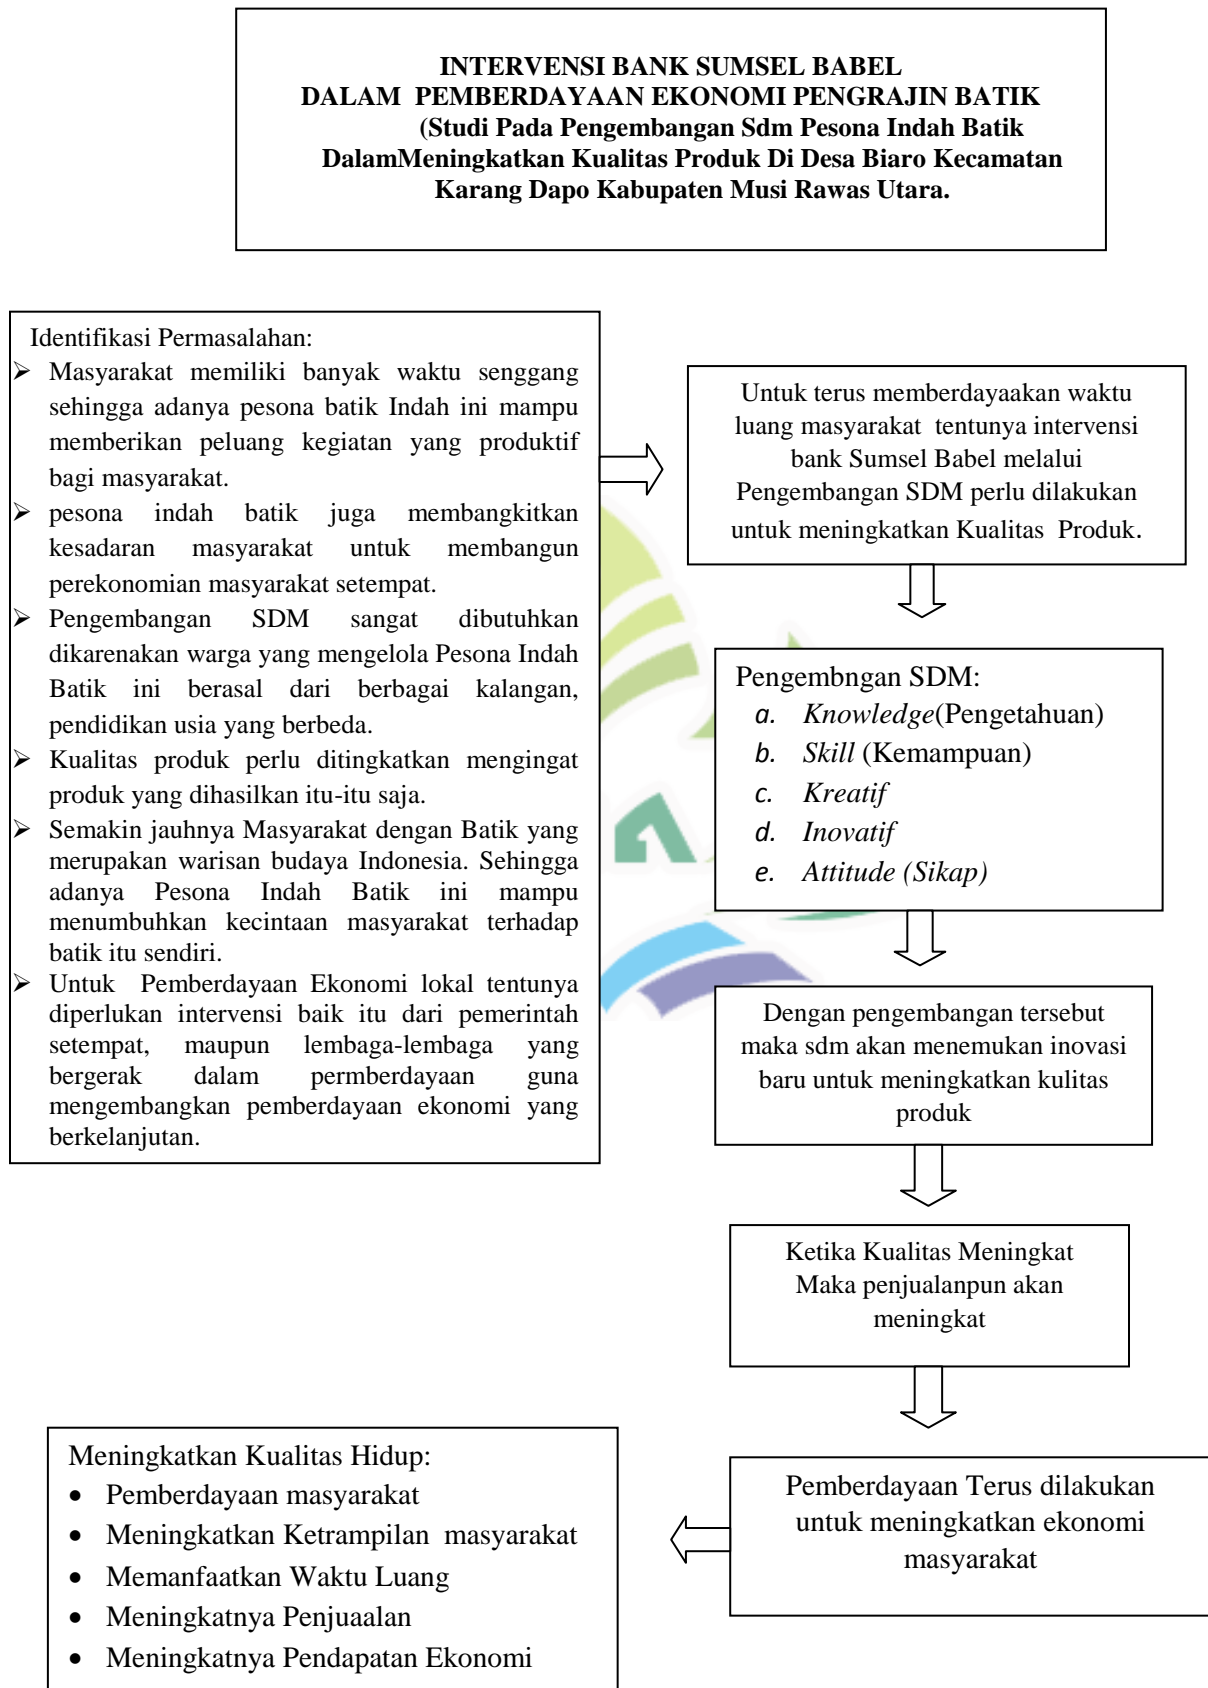 INTERVENSI BANK SUMSEL BABEL
DALAM PEMBERDAYAAN EKONOMI PENGRAJIN BATIK
(Studi Pada Pengembangan Sdm Pesona Indah Batik
DalamMeningkatkan Kualitas Produk Di Desa Biaro Kecamatan
Karang Dapo Kabupaten Musi Rawas Utara.
Identifikasi Permasalahan:
➢ Masyarakat memiliki banyak waktu senggang
sehingga adanya pesona batik Indah ini mampu
memberikan peluang kegiatan yang produktif
bagi masyarakat.
➢ pesona indah batik juga membangkitkan
kesadaran masyarakat untuk membangun
perekonomian masyarakat setempat.
➢ Pengembangan SDM sangat dibutuhkan
dikarenakan warga yang mengelola Pesona Indah
Batik ini berasal dari berbagai kalangan,
pendidikan usia yang berbeda.
➢ Kualitas produk perlu ditingkatkan mengingat
produk yang dihasilkan itu-itu saja.
➢ Semakin jauhnya Masyarakat dengan Batik yang
merupakan warisan budaya Indonesia. Sehingga
adanya Pesona Indah Batik ini mampu
menumbuhkan kecintaan masyarakat terhadap
batik itu sendiri.
➢ Untuk Pemberdayaan Ekonomi lokal tentunya
diperlukan intervensi baik itu dari pemerintah
setempat, maupun lembaga-lembaga yang
bergerak dalam permberdayaan guna
mengembangkan pemberdayaan ekonomi yang
berkelanjutan.
Untuk terus memberdayaakan waktu
luang masyarakat tentunya intervensi
bank Sumsel Babel melalui
Pengembangan SDM perlu dilakukan
untuk meningkatkan Kualitas Produk.
Pengembngan SDM:
a. Knowledge(Pengetahuan)
b. Skill (Kemampuan)
c. Kreatif
d. Inovatif
e. Attitude (Sikap)
Dengan pengembangan tersebut
maka sdm akan menemukan inovasi
baru untuk meningkatkan kulitas
produk
Ketika Kualitas Meningkat
Maka penjualanpun akan
meningkat
Pemberdayaan Terus dilakukan
untuk meningkatkan ekonomi
masyarakat
Meningkatkan Kualitas Hidup:
• Pemberdayaan masyarakat
• Meningkatkan Ketrampilan masyarakat
• Memanfaatkan Waktu Luang
• Meningkatnya Penjuaalan
• Meningkatnya Pendapatan Ekonomi